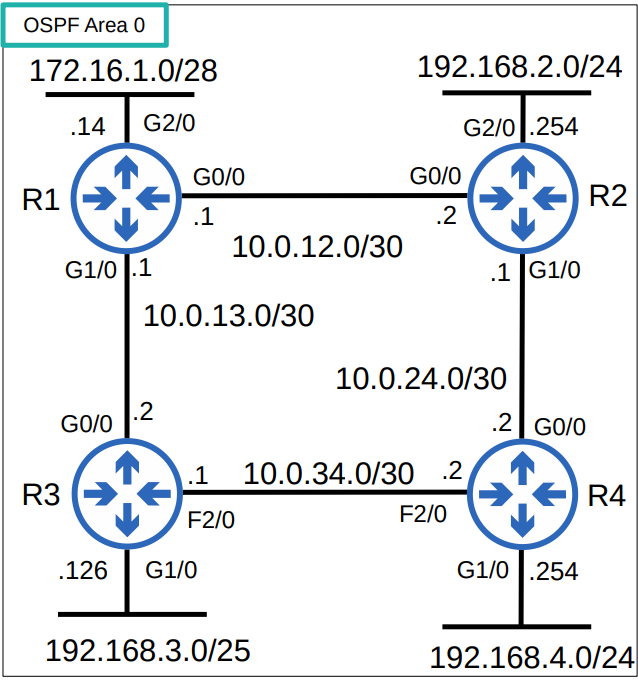 OSPF Area 0
172.16.1.0/28
192.168.2.0/24
.14
G2/0
G2/0
.254
R1
G0/0
G0/0
R2
.1
.2
10.0.12.0/30
G1/0
.1
.1
G1/0
10.0.13.0/30
10.0.24.0/30
G0/0
.2
.2
G0/0
R3
.1
10.0.34.0/30
.2
R4
F2/0
F2/0
.126
G1/0
G1/0
.254
192.168.3.0/25
192.168.4.0/24